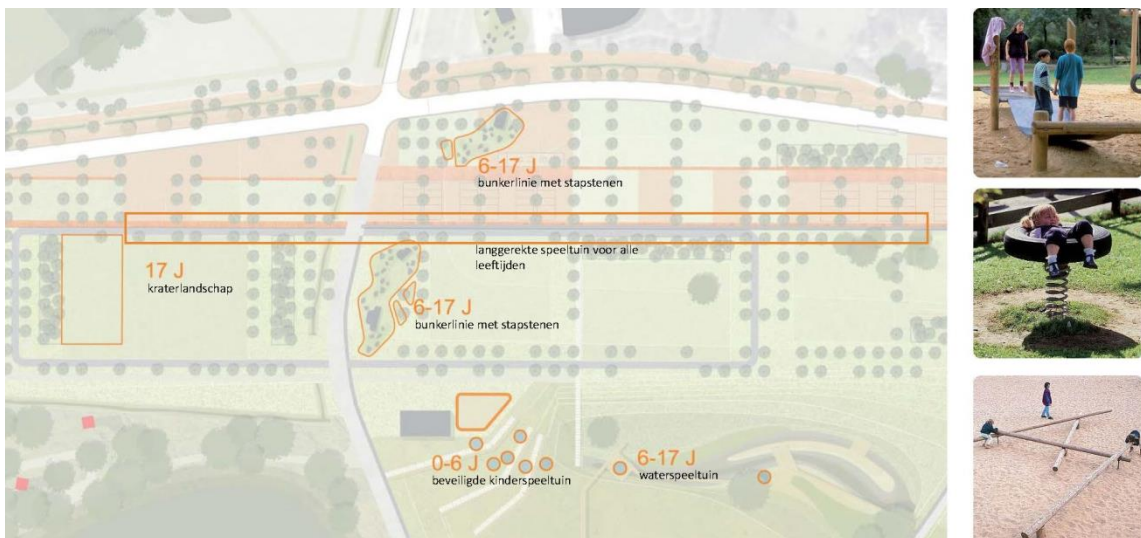 6-17 J
bunkerlinie met stapstenen
langgerekte speeltuin voor alle
leeftijden
17 J
kraterlandschap
6-17 J
bunkerlinie met stapstenen
0-6 J
beveiligde kinderspeeltuin
6-17 J
waterspeeltuin